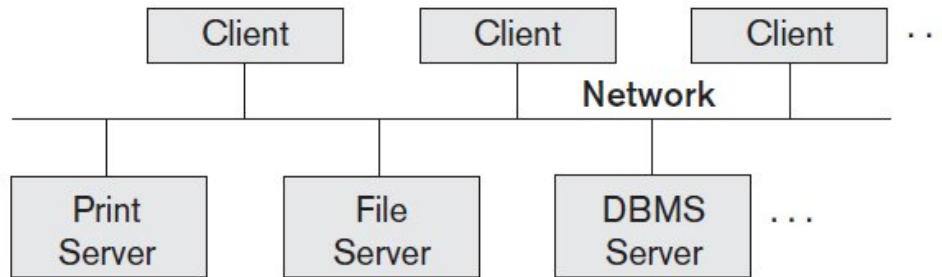 Client Client Client . .
Network
Print File DBMS . . .
Server Server Server